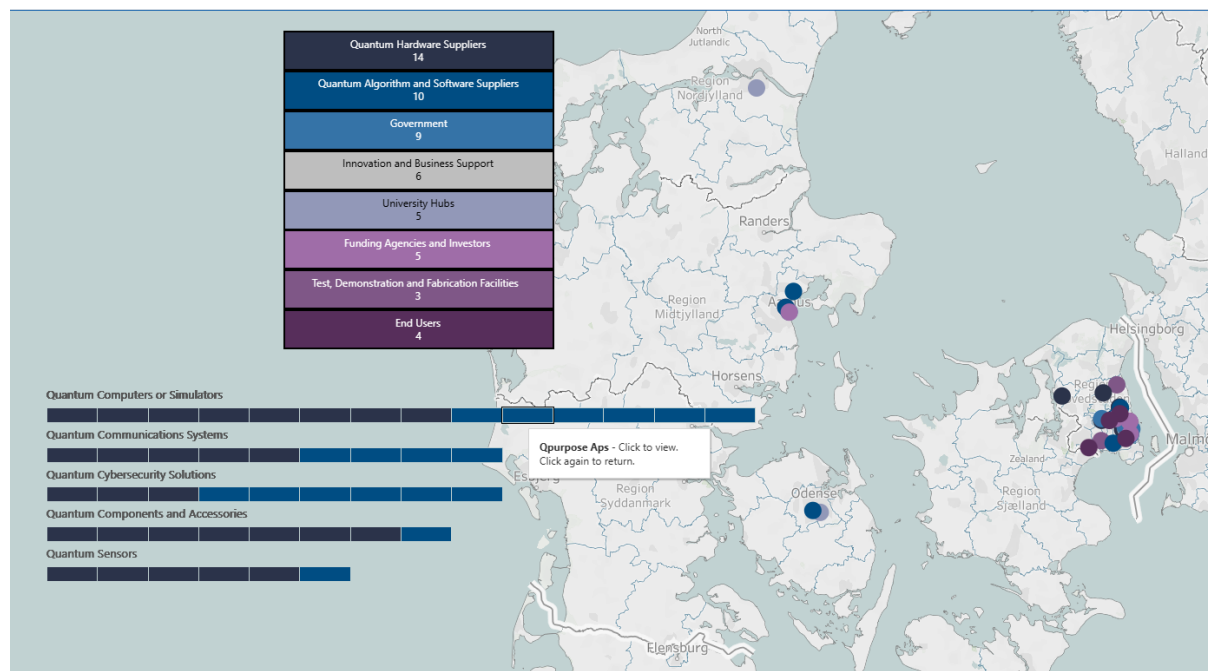 Quantum Hardware Suppliers
14
Quantum Algorithm and Software Suppliers
10
Government
9
Innovation and Business Support
6
University Hubs
5
Funding Agencies and Investors
5
Test, Demonstration and Fabrication Facilities
3
End Users
4
North
Jutlandic
Region
Nordjylland
Halland
Randers
Region
Midtjylland
Helsingborg
Horsens
Region
Malmö
Zealand
Esbjerg
Region
Syddanmark
Odense
Region
Sjælland
Flensburg
Quantum Computers or Simulators
Quantum Communications Systems
Qpurpose Aps - Click to view.
Click again to return.
Quantum Cybersecurity Solutions
Quantum Components and Accessories
Quantum Sensors